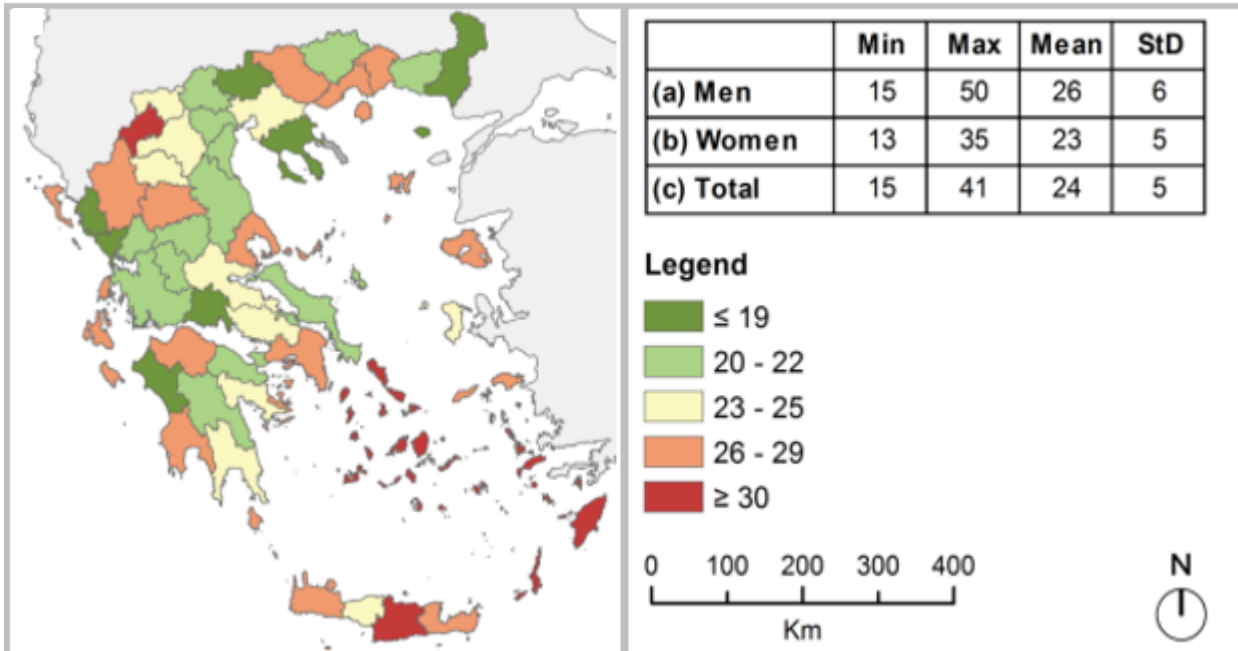 Min Max Mean StD
(a) Men 15 50 26 6
(b) Women 13 35 23 5
(c) Total 15 41 24 5
Legend
≤ 19
20 - 22
23 - 25
26 - 29
≥ 30
0 100 200 300 400
Km
N